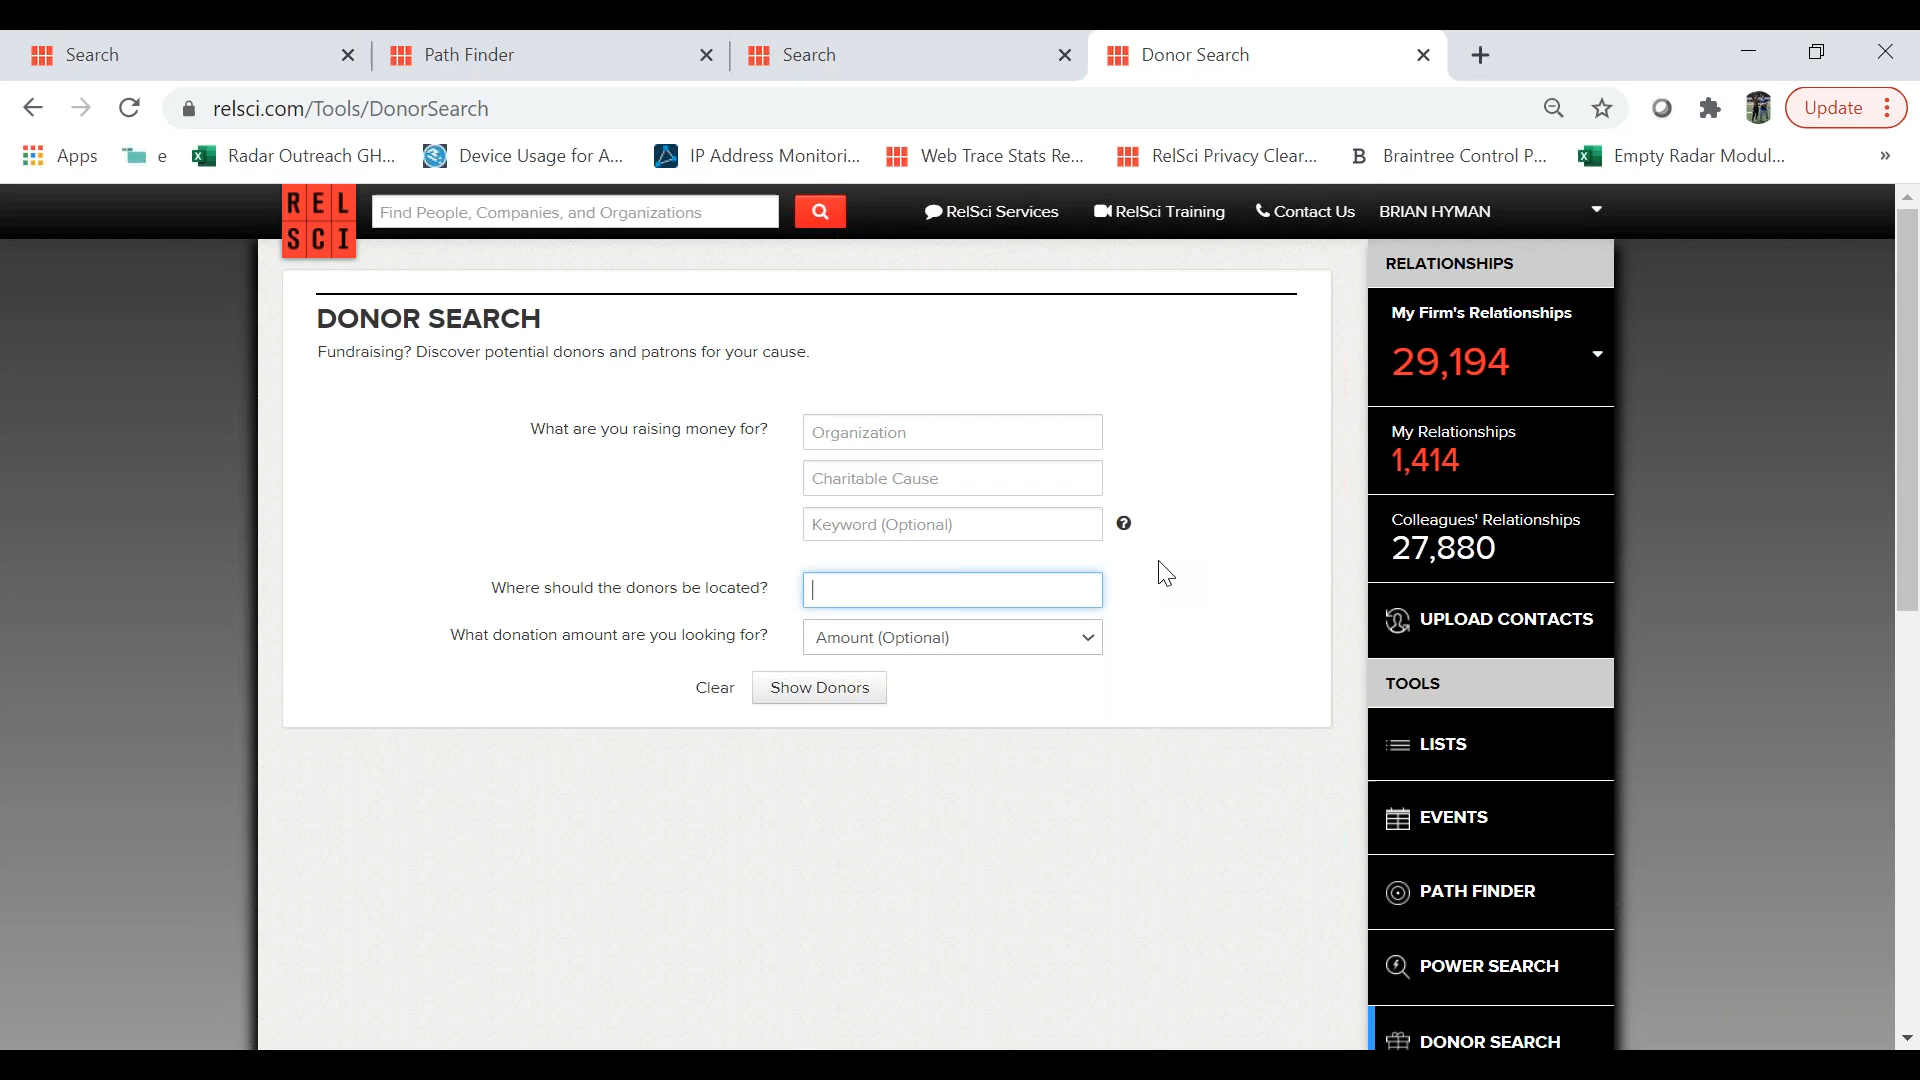 Search
Path Finder
Search
Donor Search
relsci.com/Tools/DonorSearch
Update
Apps
e
Radar Outreach GH...
Device Usage for A...
IP Address Monitori...
Web Trace Stats Re...
RelSci Privacy Clear...
B Braintree Control P...
Empty Radar Modul...
»
REL
SCI
Find People, Companies, and Organizations
RelSci Services
RelSci Training
Contact Us
BRIAN HYMAN
DONOR SEARCH
Fundraising? Discover potential donors and patrons for your cause.
What are you raising money for?
Organization
Charitable Cause
Keyword (Optional)
?
Where should the donors be located?
What donation amount are you looking for?
Amount (Optional)
Clear
Show Donors
RELATIONSHIPS
My Firm's Relationships
29,194
My Relationships
1,414
Colleagues' Relationships
27,880
UPLOAD CONTACTS
TOOLS
LISTS
EVENTS
PATH FINDER
POWER SEARCH
DONOR SEARCH